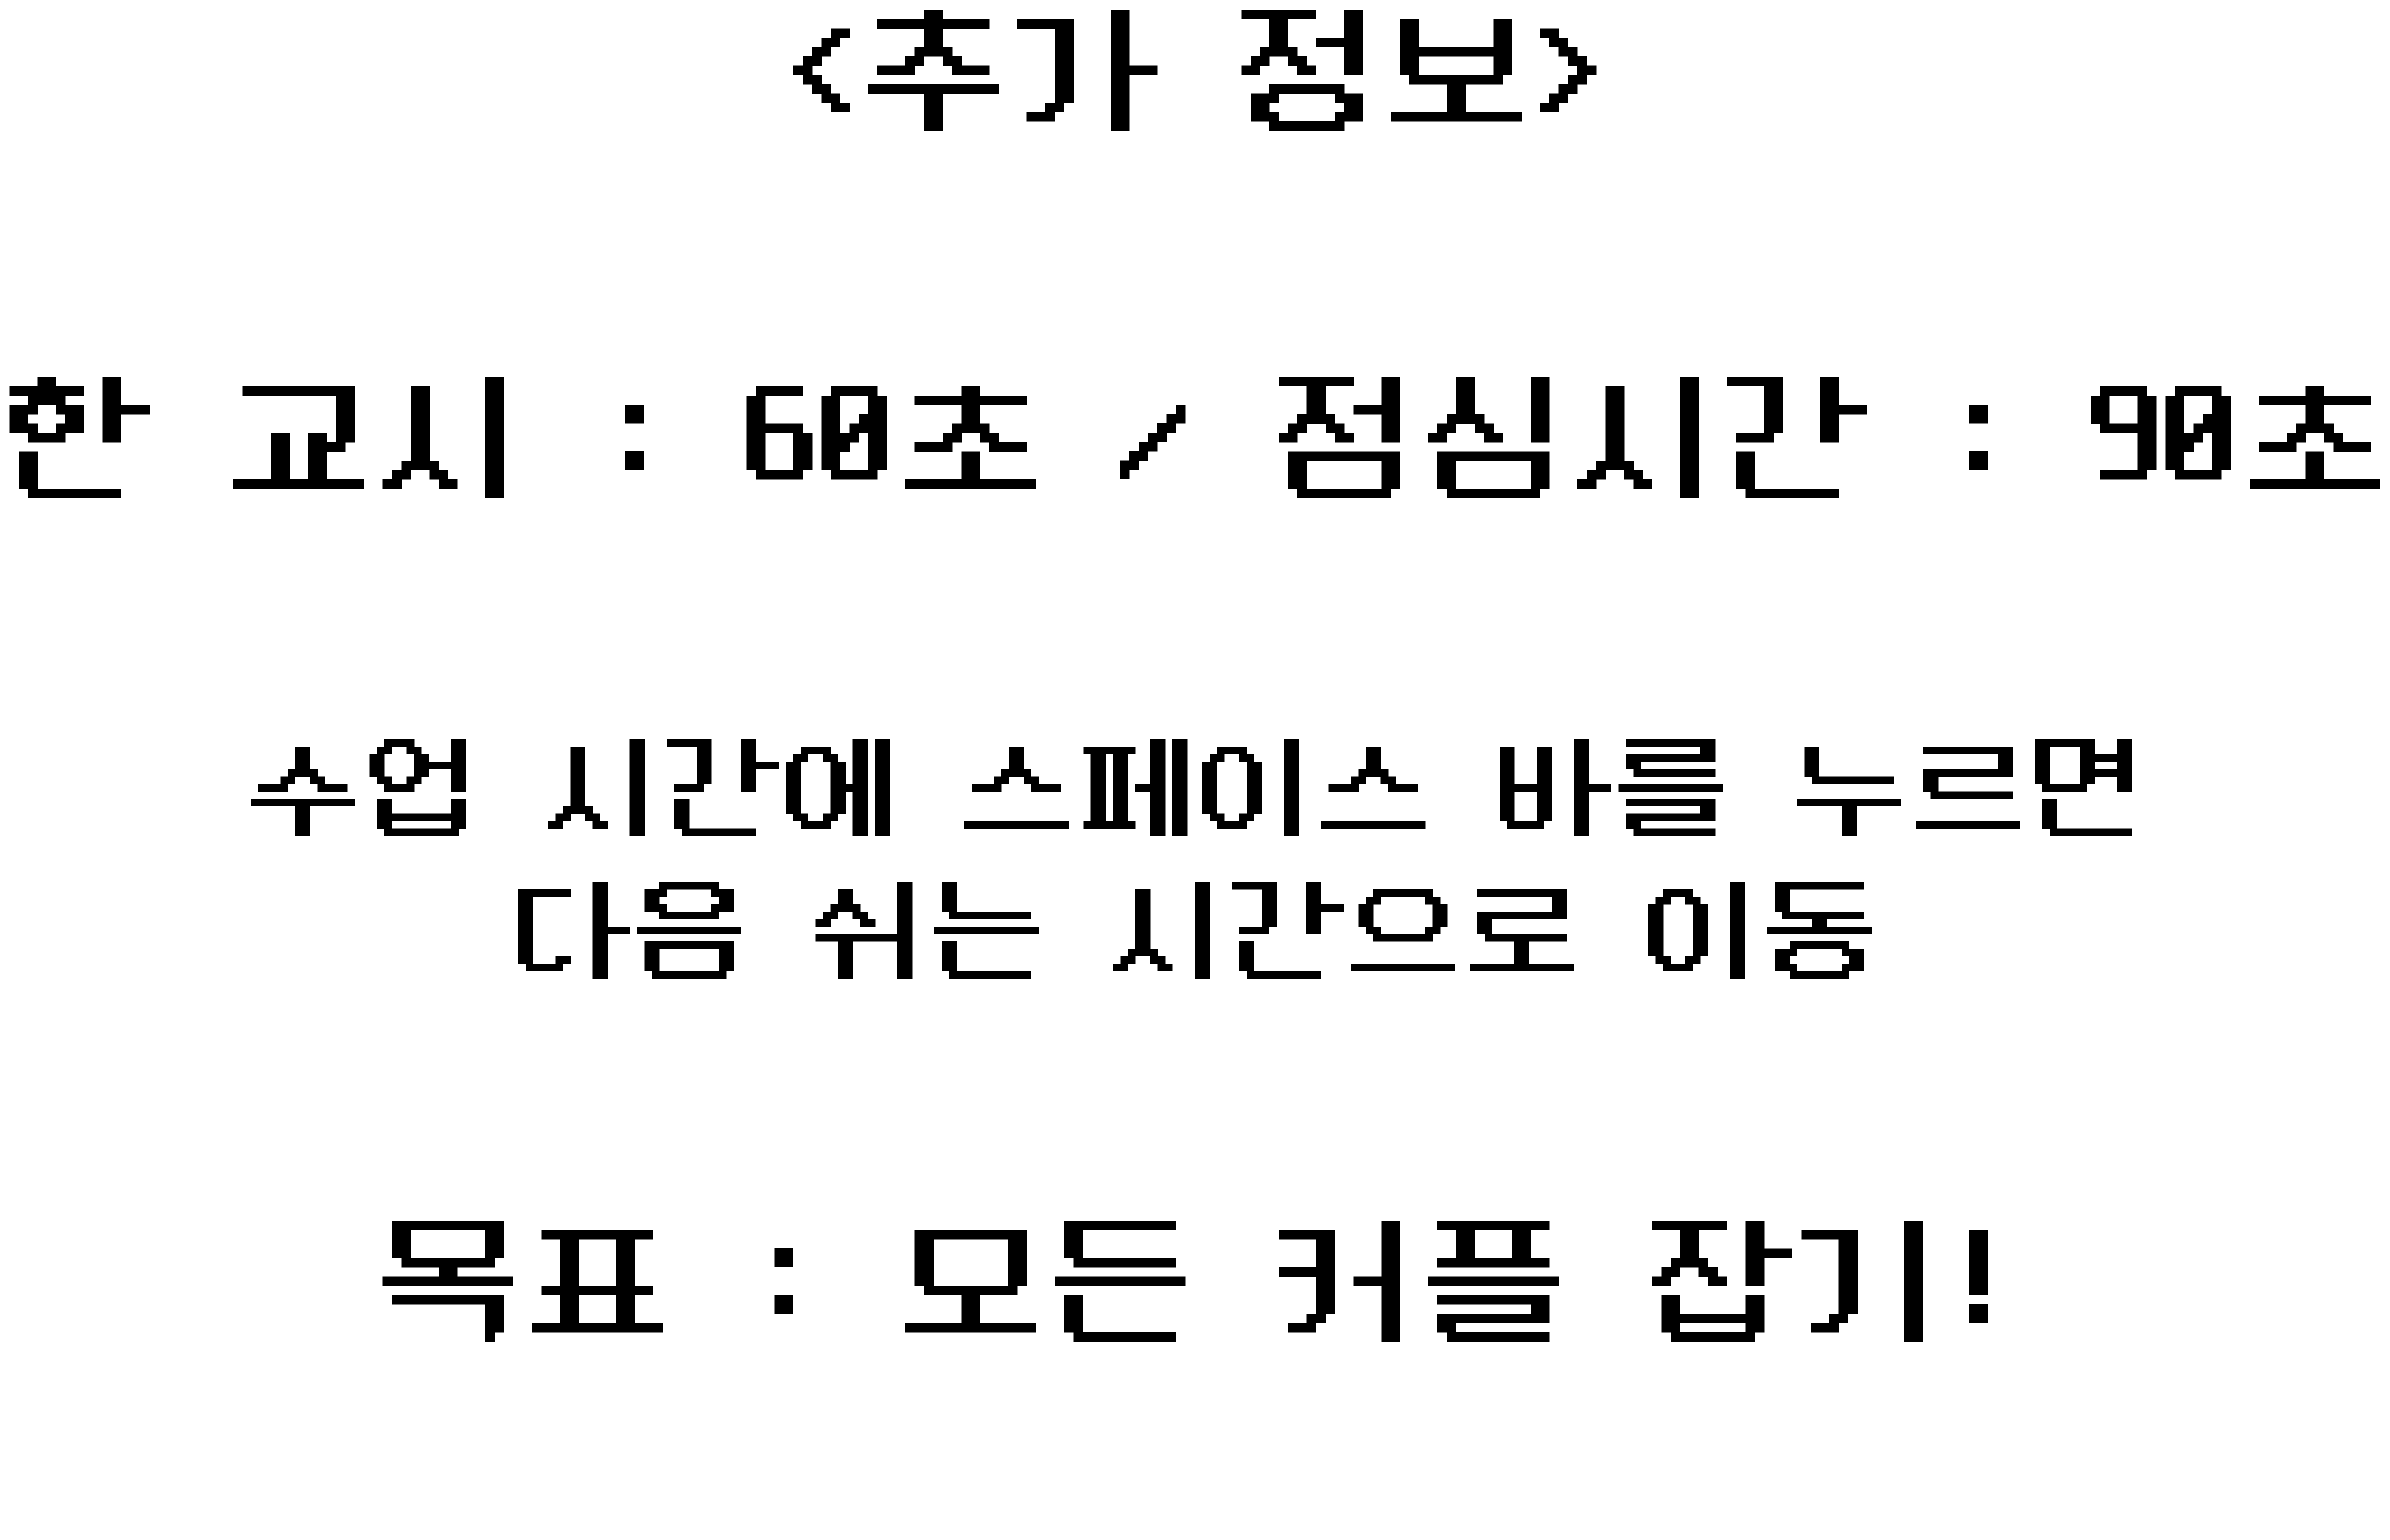 <추가 정보>
한 교시 : 60초 / 점심시간 : 90초
수업 시간에 스페이스 바를 누르면
다음 쉬는 시간으로 이동
목표 : 모든 커플 잡기!